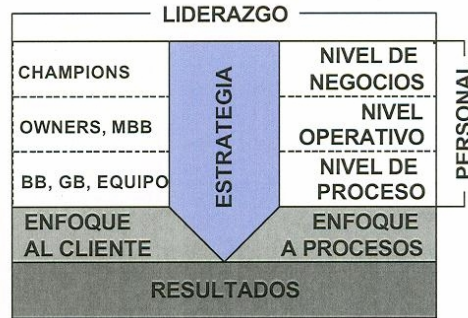 LIDERAZGO
CHAMPIONS
NIVEL DE
NEGOCIOS
OWNERS, MBB
NIVEL
OPERATIVO
BB, GB, EQUIPO
NIVEL DE
PROCESO
ESTRATEGIA
PERSONAL
ENFOQUE
AL CLIENTE
ENFOQUE
A PROCESOS
RESULTADOS